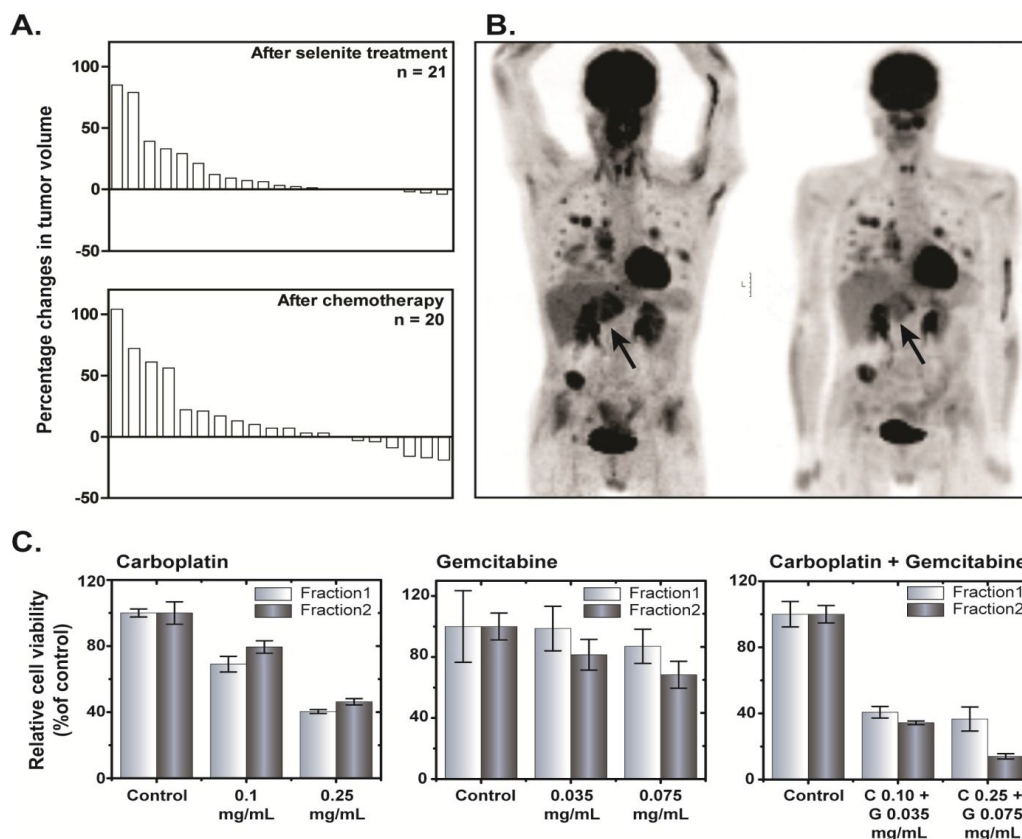 A.
B.
After selenite treatment
n = 21
100
50
0
-50
After chemotherapy
n = 20
100
50
0
-50
Percentage changes in tumor volume
L
C.
Carboplatin
Fraction1
Fraction2
120
80
40
0
Control
0.1
mg/mL
0.25
mg/mL
Relative cell viability
(%of control)
Gemcitabine
Fraction1
Fraction2
120
80
40
0
Control
0.035
mg/mL
0.075
mg/mL
Carboplatin + Gemcitabine
Fraction1
Fraction2
120
80
40
0
Control
C 0.10 +
G 0.035
mg/mL
C 0.25 +
G 0.075
mg/mL